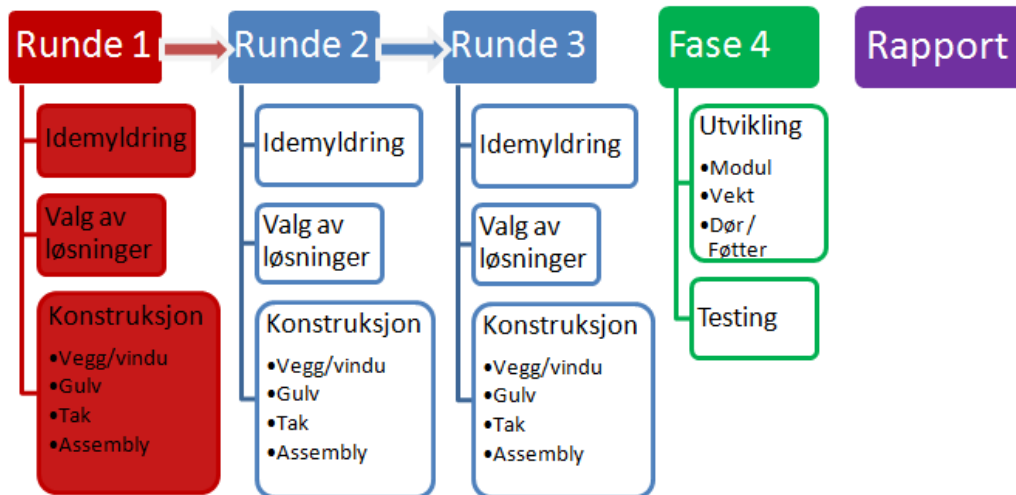 Runde 1
Idemyldring
Valg av
løsninger
Konstruksjon
•Vegg/vindu
•Gulv
•Tak
•Assembly
Runde 2
Idemyldring
Valg av
løsninger
Konstruksjon
•Vegg/vindu
•Gulv
•Tak
•Assembly
Runde 3
Idemyldring
Valg av
løsninger
Konstruksjon
•Vegg/vindu
•Gulv
•Tak
•Assembly
Fase 4
Utvikling
•Modul
•Vekt
•Dør/
Føtter
Testing
Rapport